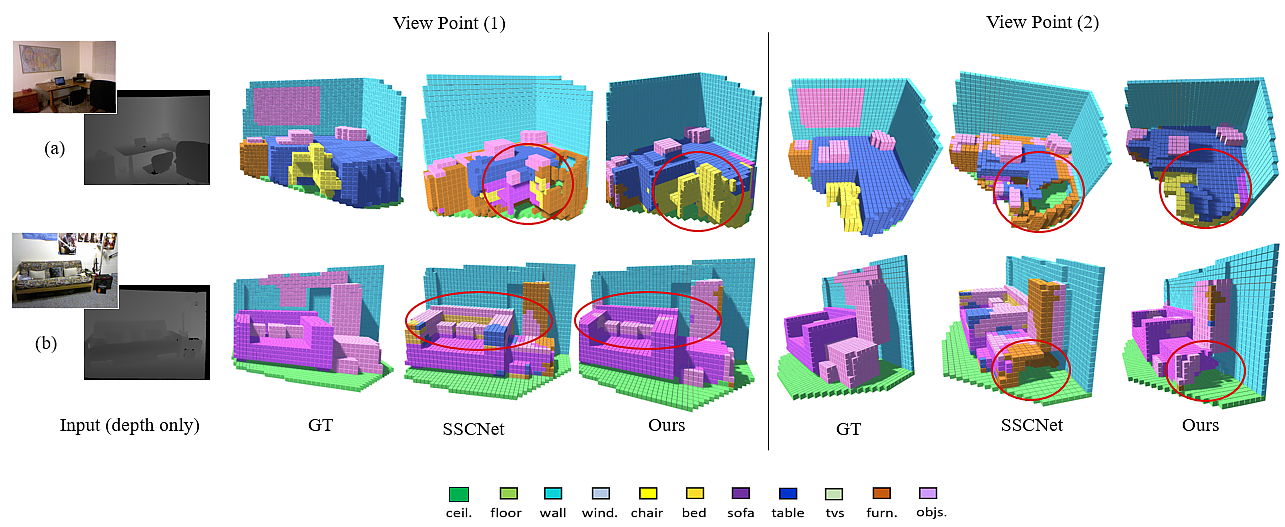 View Point (1)
View Point (2)
(a)
(b)
Input (depth only)
GT
SSCNet
Ours
GT
SSCNet
Ours
ceil. floor wall wind. chair bed sofa table tvs furn. objs.